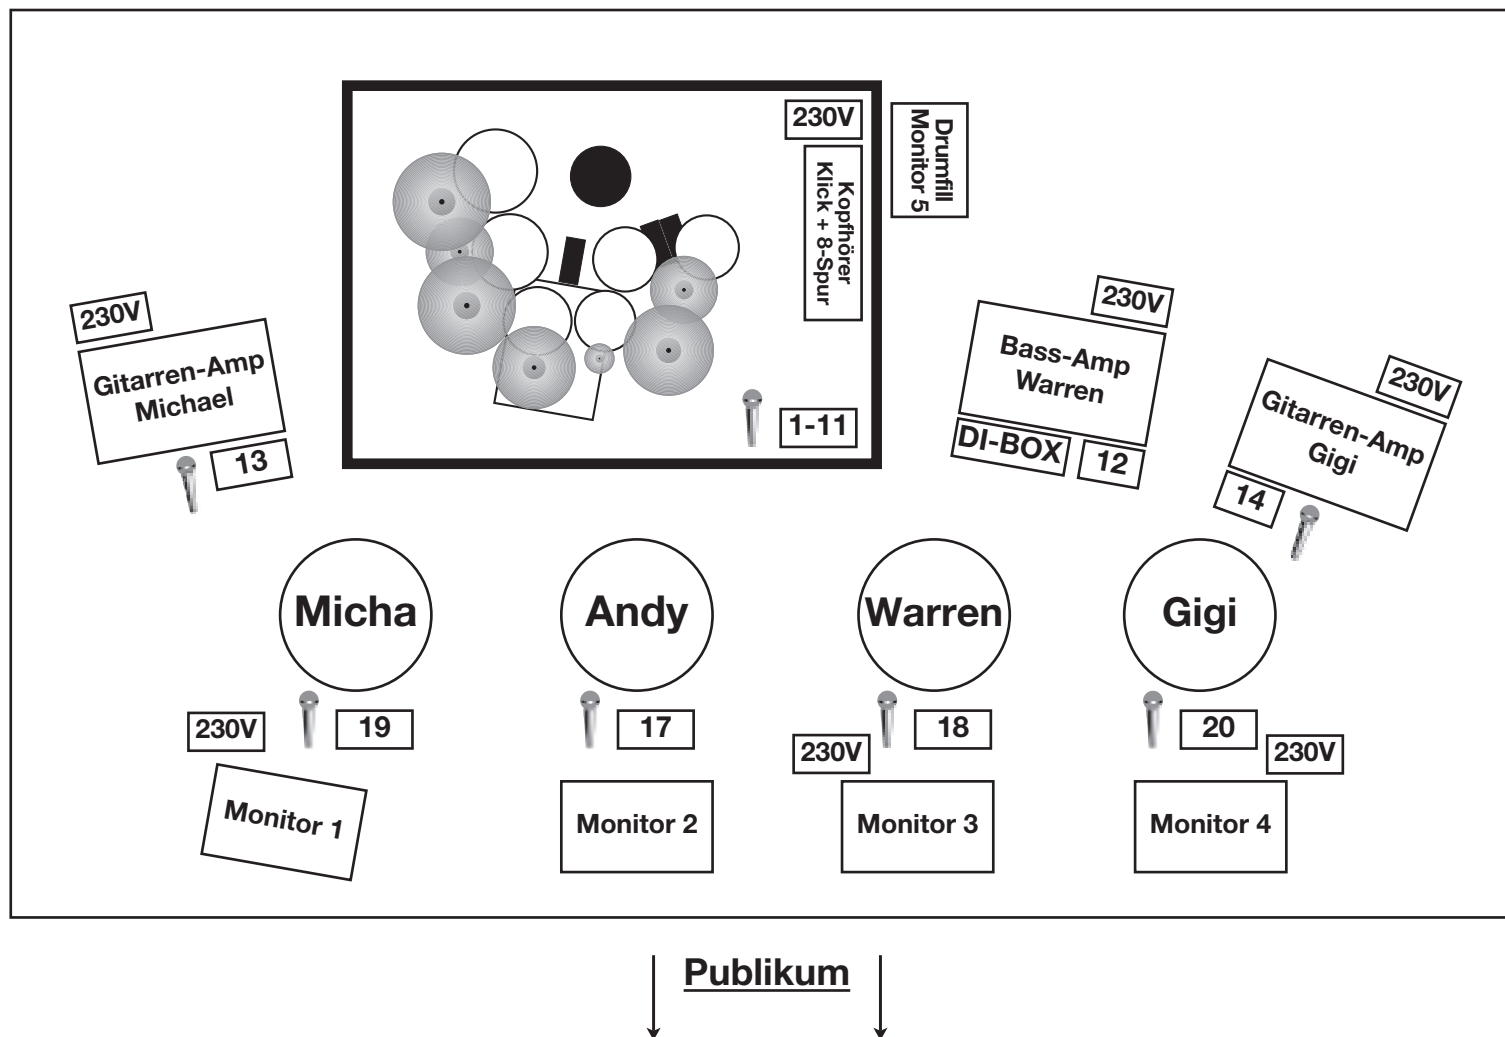 230V
Kopfhörer
Klick + 8-Spur
Drumfill
Monitor 5
1-11
230V
Gitarren-Amp
Michael
13
230V
Bass-Amp
Warren
DI-BOX
12
230V
Gitarren-Amp
Gigi
14
Micha
Andy
Warren
Gigi
230V
19
17
230V
18
20
230V
Monitor 1
Monitor 2
Monitor 3
Monitor 4
Publikum